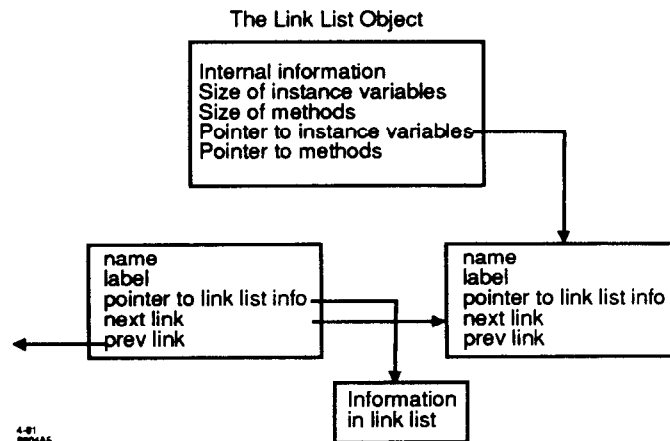 The Link List Object
Internal information
Size of instance variables
Size of methods
Pointer to instance variables
Pointer to methods
name
label
pointer to link list info
next link
prev link
name
label
pointer to link list info
next link
prev link
Information
in link list